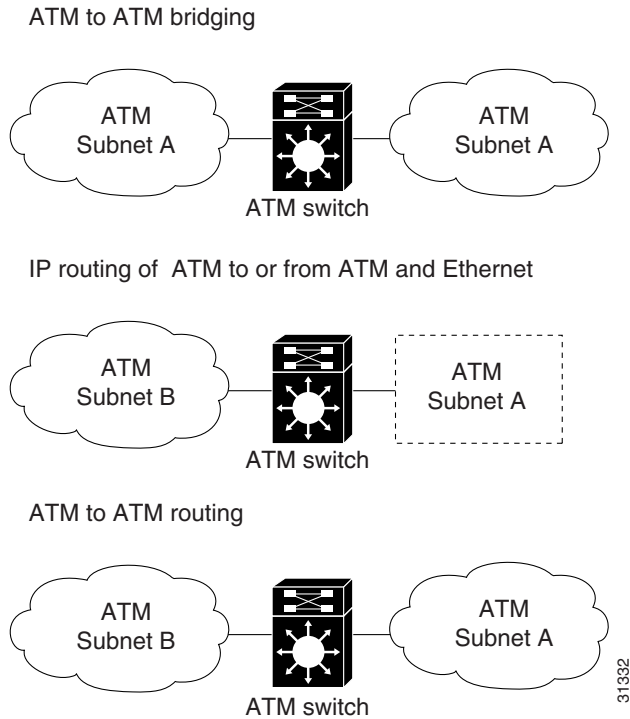 ATM to ATM bridging
ATM
Subnet A
ATM
Subnet A
ATM switch
IP routing of ATM to or from ATM and Ethernet
ATM
Subnet B
ATM
Subnet A
ATM switch
ATM to ATM routing
ATM
Subnet B
ATM
Subnet A
ATM switch
31332